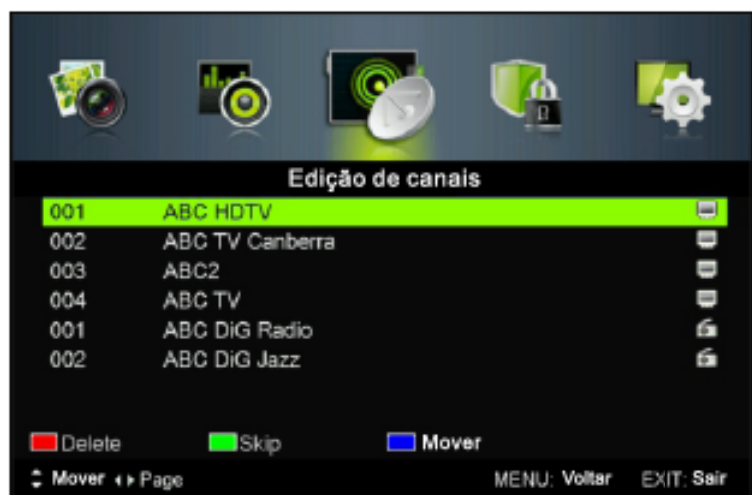 Edição de canais
001 ABC HDTV
002 ABC TV Canberra
003 ABC2
004 ABC TV
001 ABC DiG Radio
002 ABC DiG Jazz
Delete Skip Mover
Mover Page MENU: Voltar EXIT: Sair